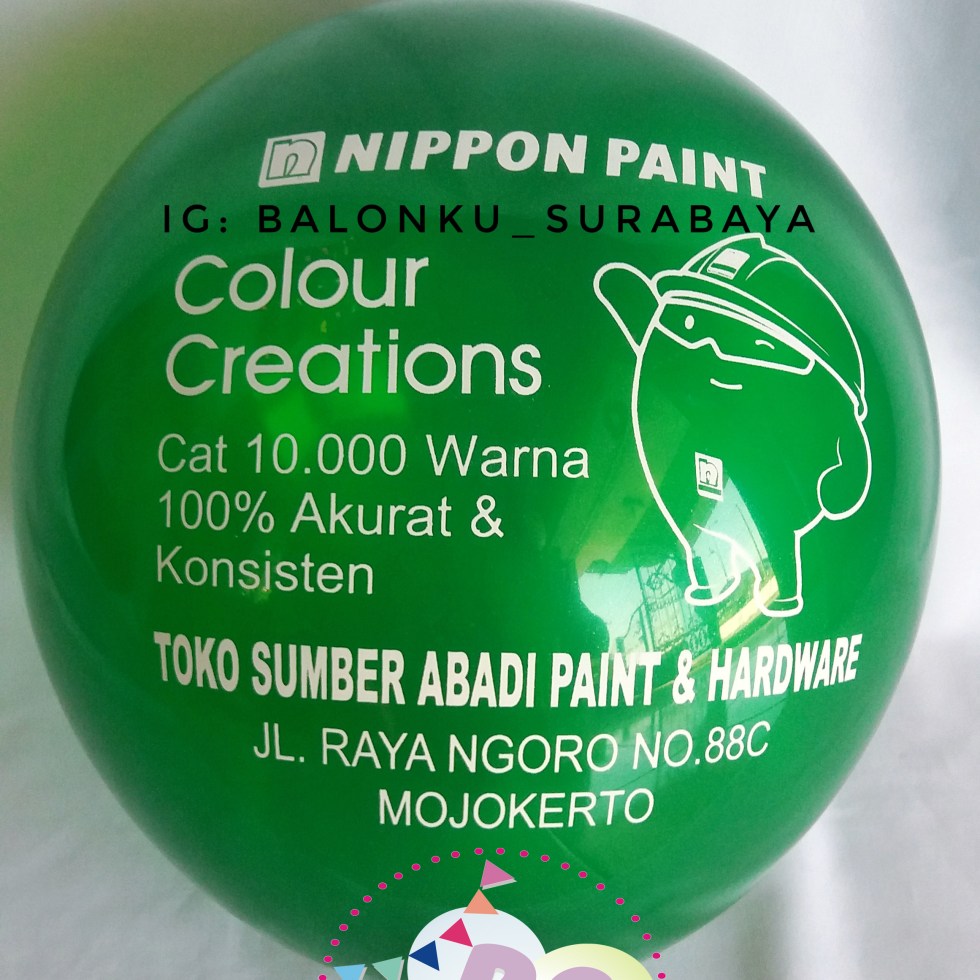 NIPPON PAINT
IG: BALONKU_SURABAYA
Colour
Creations
Cat 10.000 Warna
100% Akurat &
Konsisten
TOKO SUMBER ABADI PAINT & HARDWARE
JL. RAYA NGORO NO.88C
MOJOKERTO